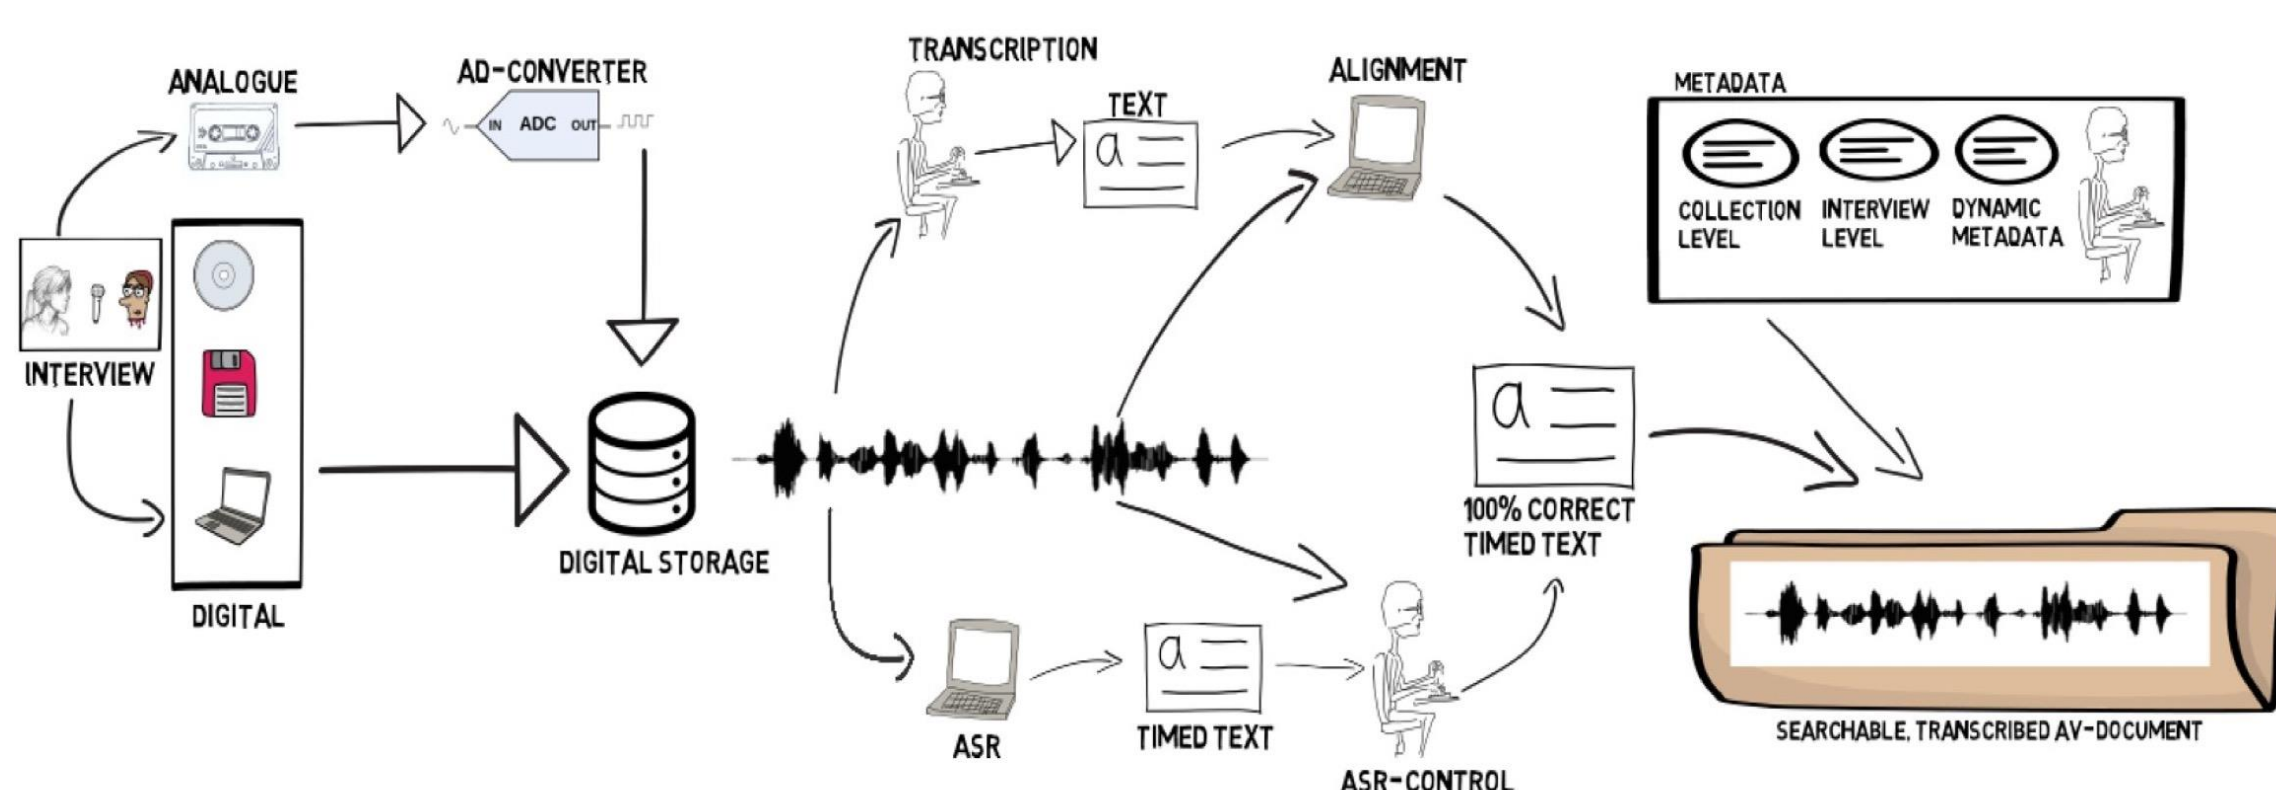 ANALOGUE
AD-CONVERTER
IN ADC OUT
INTERVIEW
DIGITAL
DIGITAL STORAGE
TRANSCRIPTION
TEXT
a
ALIGNMENT
ASR
a
TIMED TEXT
ASR-CONTROL
a
100% CORRECT
TIMED TEXT
METADATA
COLLECTION
LEVEL
INTERVIEW
LEVEL
DYNAMIC
METADATA
SEARCHABLE, TRANSCRIBED AV-DOCUMENT